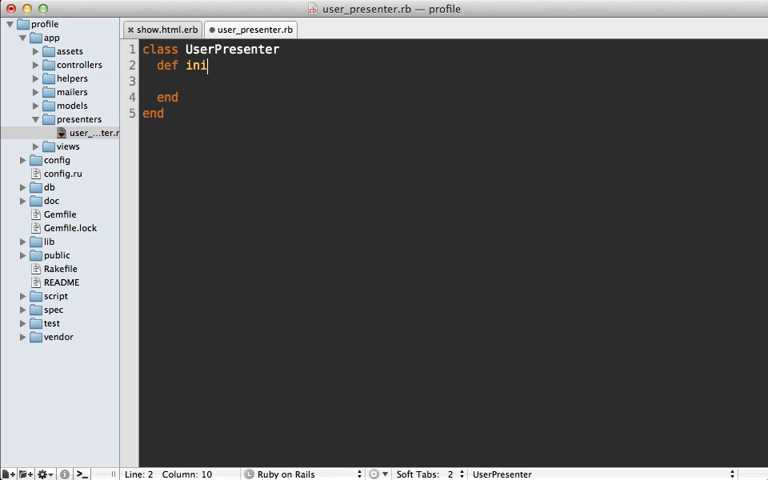 user_presenter.rb — profile
profile
app
assets
controllers
helpers
mailers
models
presenters
user_...ter.r
views
config
config.ru
db
doc
Gemfile
Gemfile.lock
lib
public
Rakefile
README
script
spec
test
vendor
show.html.erb
user_presenter.rb
1 class UserPresenter
2 def ini
3
4 end
5 end
Line: 2 Column: 10
Ruby on Rails
Soft Tabs: 2
UserPresenter